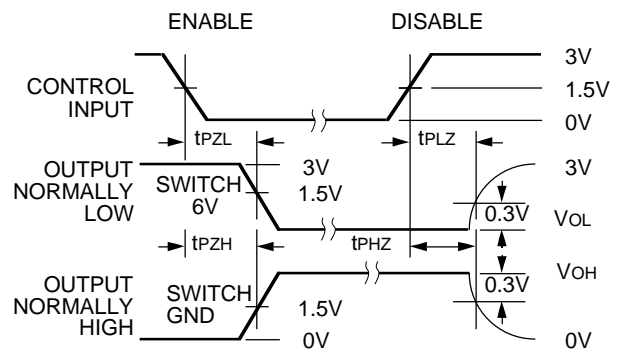 ENABLE DISABLE
3V
CONTROL
INPUT
1.5V
0V
tPZL tPLZ
OUTPUT
NORMALLY
LOW
SWITCH
6V
3V
1.5V
3V
0.3V
VOL
tPZH tPHZ
VOH
0.3V
OUTPUT
NORMALLY
HIGH
SWITCH
GND
1.5V
0V
0V